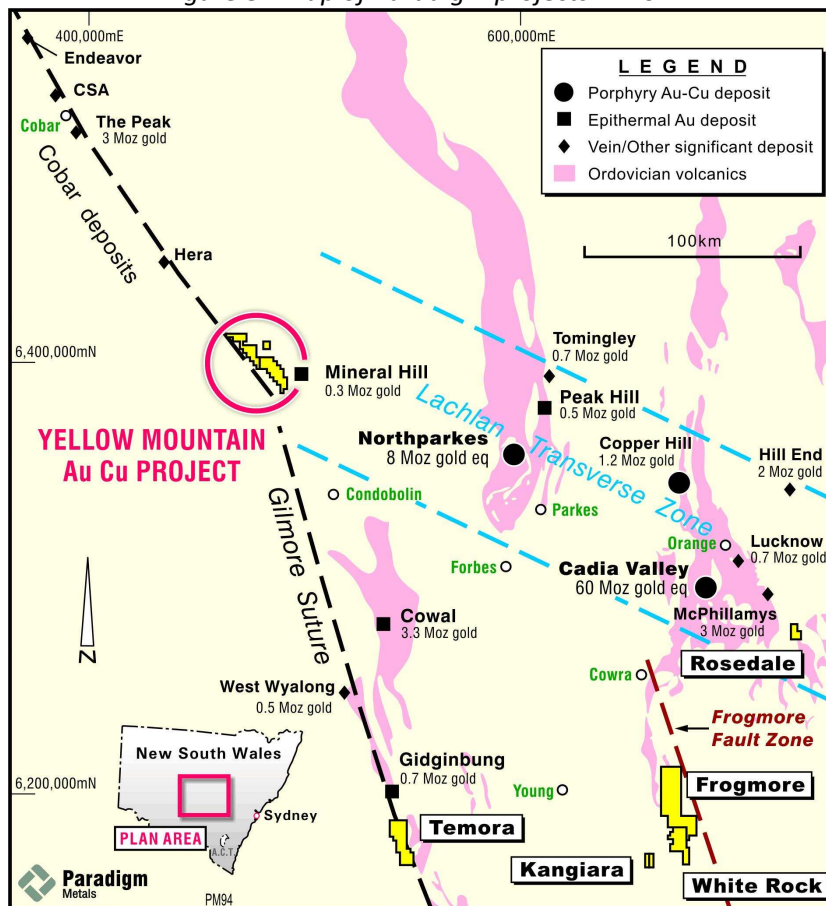 400,000mE
600,000mE
Endeavor
CSA
Cobar
The Peak
3 Moz gold
Cobar deposits
Hera
L E G E N D
Porphyry Au-Cu deposit
Epithermal Au deposit
Vein/Other significant deposit
Ordovician volcanics
100km
6,400,000mN
Mineral Hill
0.3 Moz gold
YELLOW MOUNTAIN
Au Cu PROJECT
Tomingley
0.7 Moz gold
Peak Hill
0.5 Moz gold
Lachlan Transverse Zone
Northparkes
8 Moz gold eq
Copper Hill
1.2 Moz gold
Hill End
2 Moz gold
Condobolin
Parkes
Gilmore Suture
Forbes
Orange
Lucknow
0.7 Moz gold
Cadia Valley
60 Moz gold eq
McPhillamys
3 Moz gold
Cowal
3.3 Moz gold
Rosedale
Cowra
West Wyalong
0.5 Moz gold
Frogmore
Fault Zone
Z
New South Wales
Sydney
PLAN AREA
A.C.T.
6,200,000mN
Gidginbung
0.7 Moz gold
Young
Frogmore
Temora
Kangiara
White Rock
Paradigm
Metals
PM94